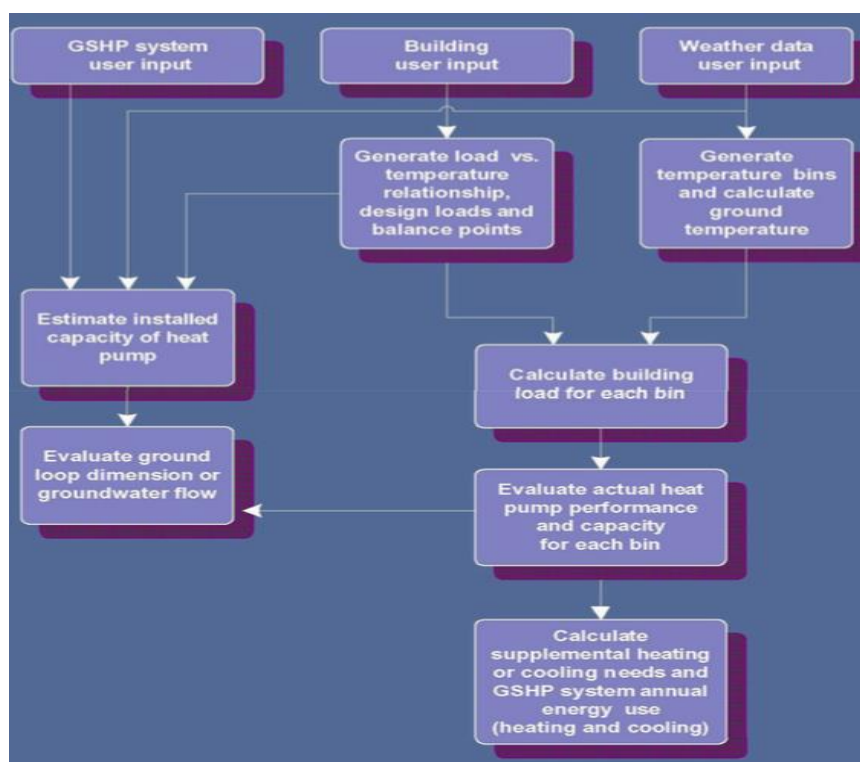 GSHP system
user input
Building
user input
Weather data
user input
Generate load vs.
temperature
relationship,
design loads and
balance points
Generate
temperature bins
and calculate
ground
temperature
Estimate installed
capacity of heat
pump
Calculate building
load for each bin
Evaluate ground
loop dimension or
groundwater flow
Evaluate actual heat
pump performance
and capacity
for each bin
Calculate
supplemental heating
or cooling needs and
GSHP system annual
energy use
(heating and cooling)